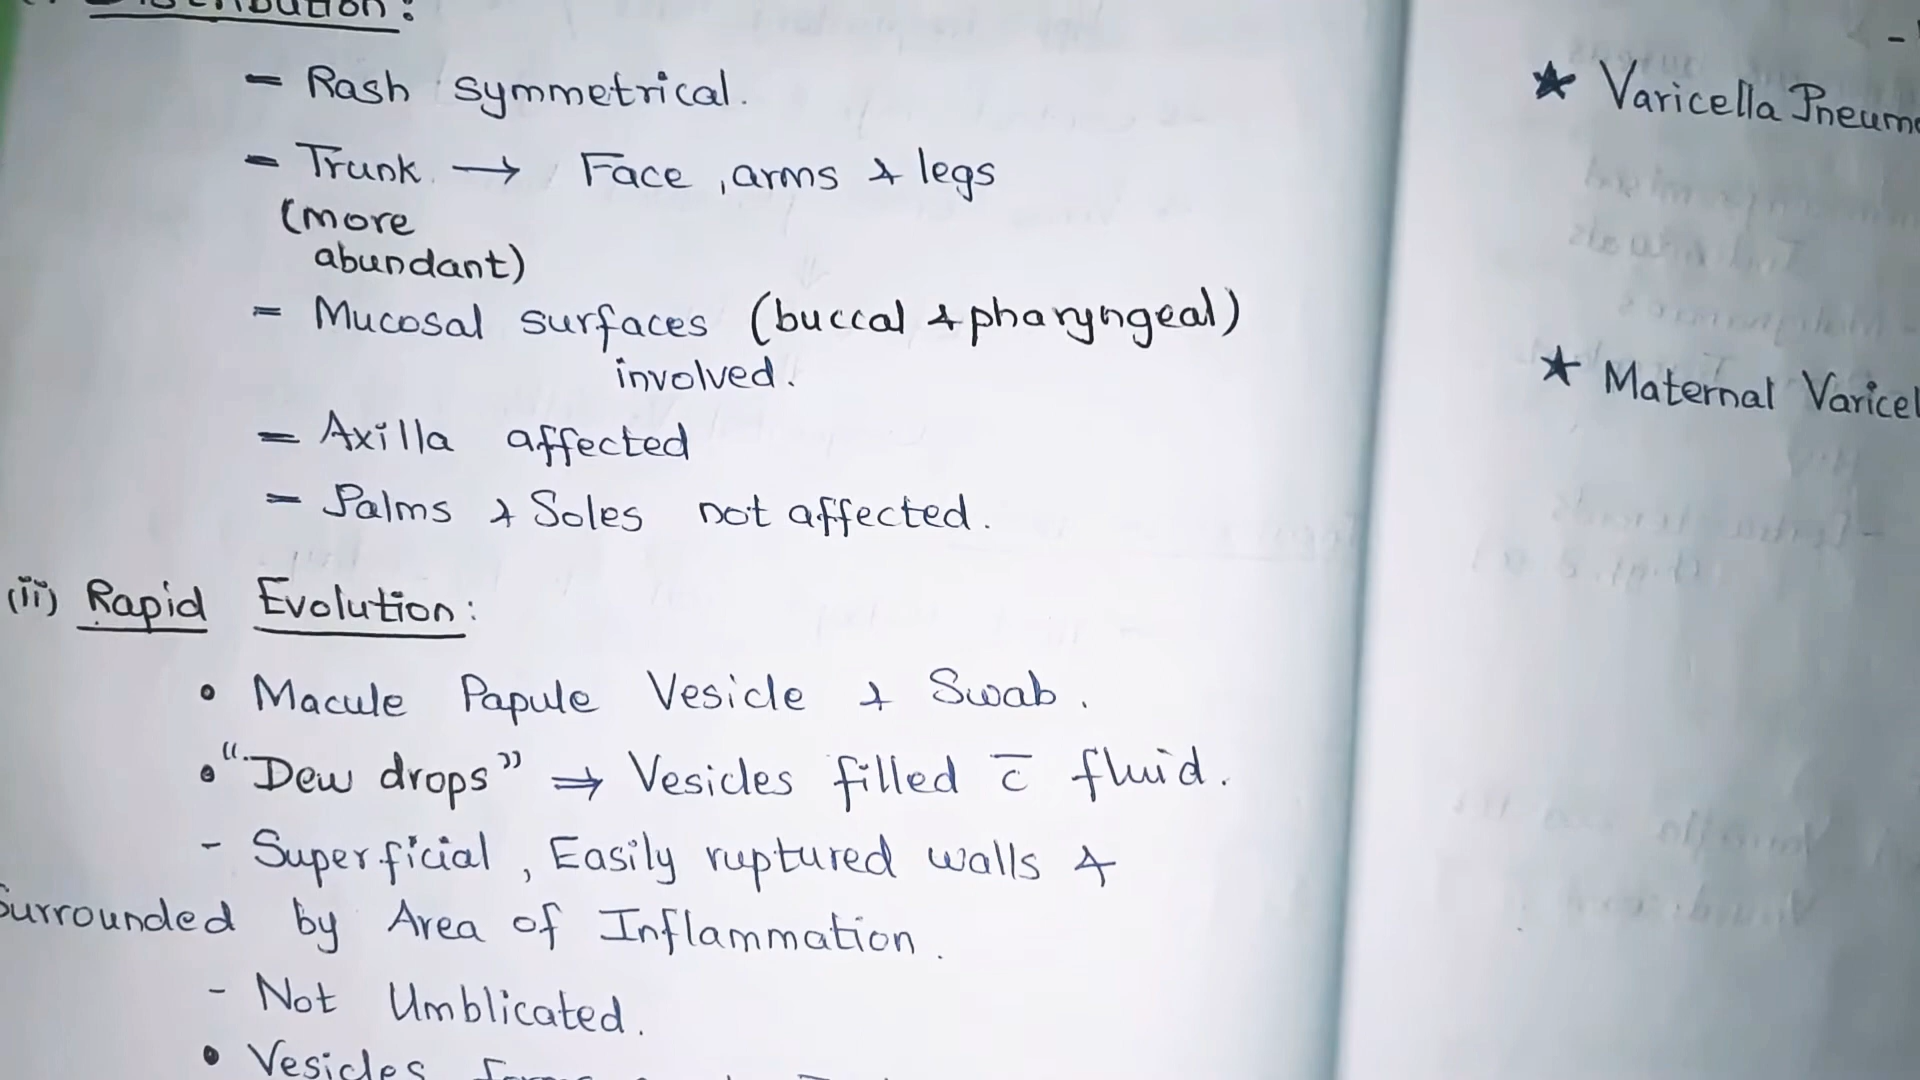 Distribution:
- Rash symmetrical.
- Trunk → Face, arms & legs
(more
abundant)
= Mucosal surfaces (buccal & pharyngeal)
involved.
= Axilla affected
= Palms & Soles not affected.
(ii) Rapid Evolution:
• Macule Papule Vesicle & Swab.
• "Dew drops" ⇒ Vesicles filled c̅ fluid.
- Superficial, Easily ruptured walls &
Surrounded by Area of Inflammation.
- Not Umblicated.
• Vesicles
★ Varicella Pneumo
★ Maternal Varicel